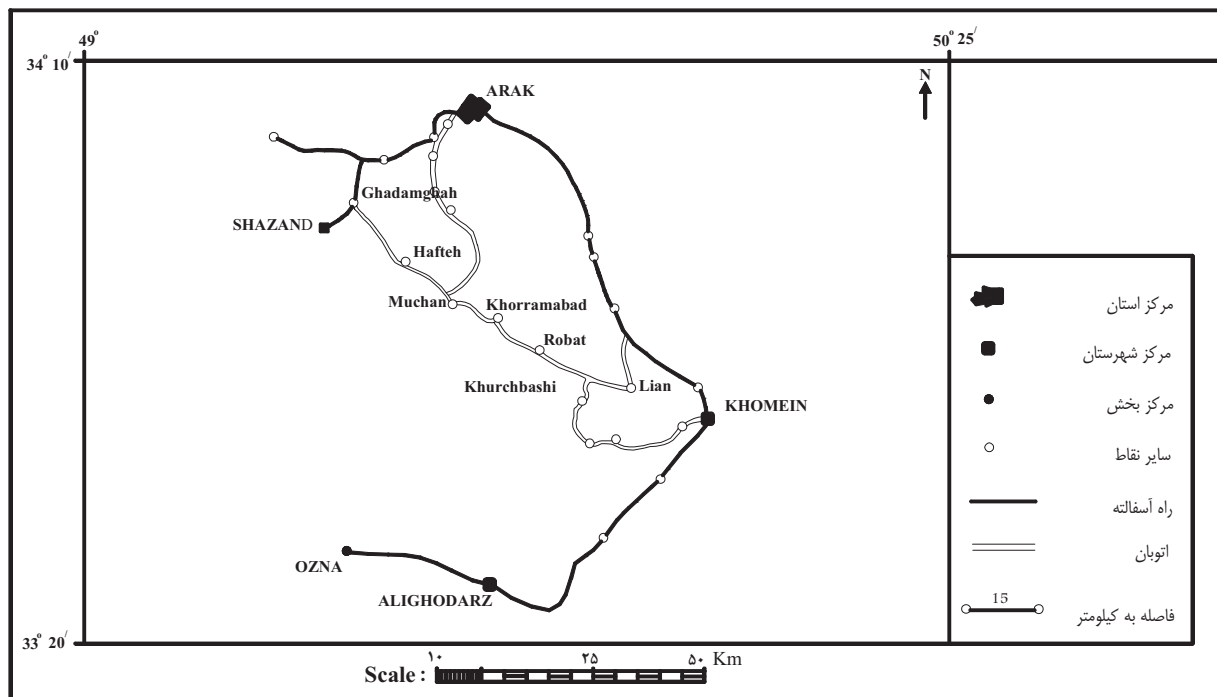 49° 50° 25/
34° 10/
N
ARAK
Ghadamghah
SHAZAND
Hafteh
Muchan
Khorramabad
Robat
Khurchbashi
Lian
KHOMEIN
OZNA
ALIGHODARZ
33° 20/
Scale : ۱۰ ۲۵ ۵۰ Km
مرکز استان
مرکز شهرستان
مرکز بخش
سایر نقاط
راه آسفالته
اتوبان
15
فاصله به کیلومتر